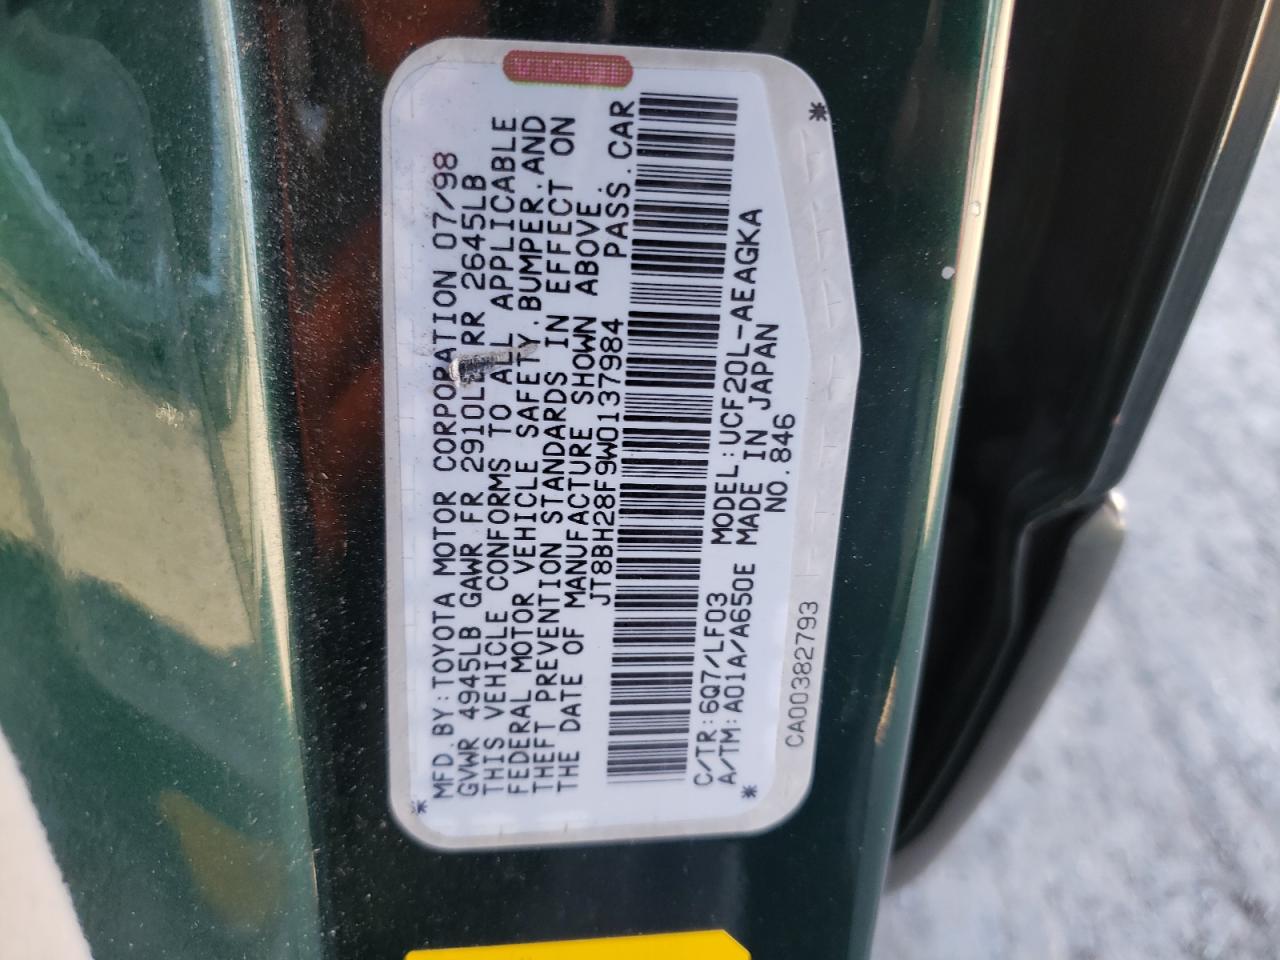 MFD.BY:TOYOTA MOTOR CORPORATION 07/98
GVWR 4945LB GAWR FR 2910LB RR 2645LB
THIS VEHICLE CONFORMS TO ALL APPLICABLE
FEDERAL MOTOR VEHICLE SAFETY,BUMPER,AND
THEFT PREVENTION STANDARDS IN EFFECT ON
THE DATE OF MANUFACTURE SHOWN ABOVE.
JT8BH28F9W0137984 PASS.CAR
C/TR:6Q7/LF03 MODEL:UCF20L-AEAGKA
A/TM:A01A/A650E MADE IN JAPAN
NO.846
CA00382793